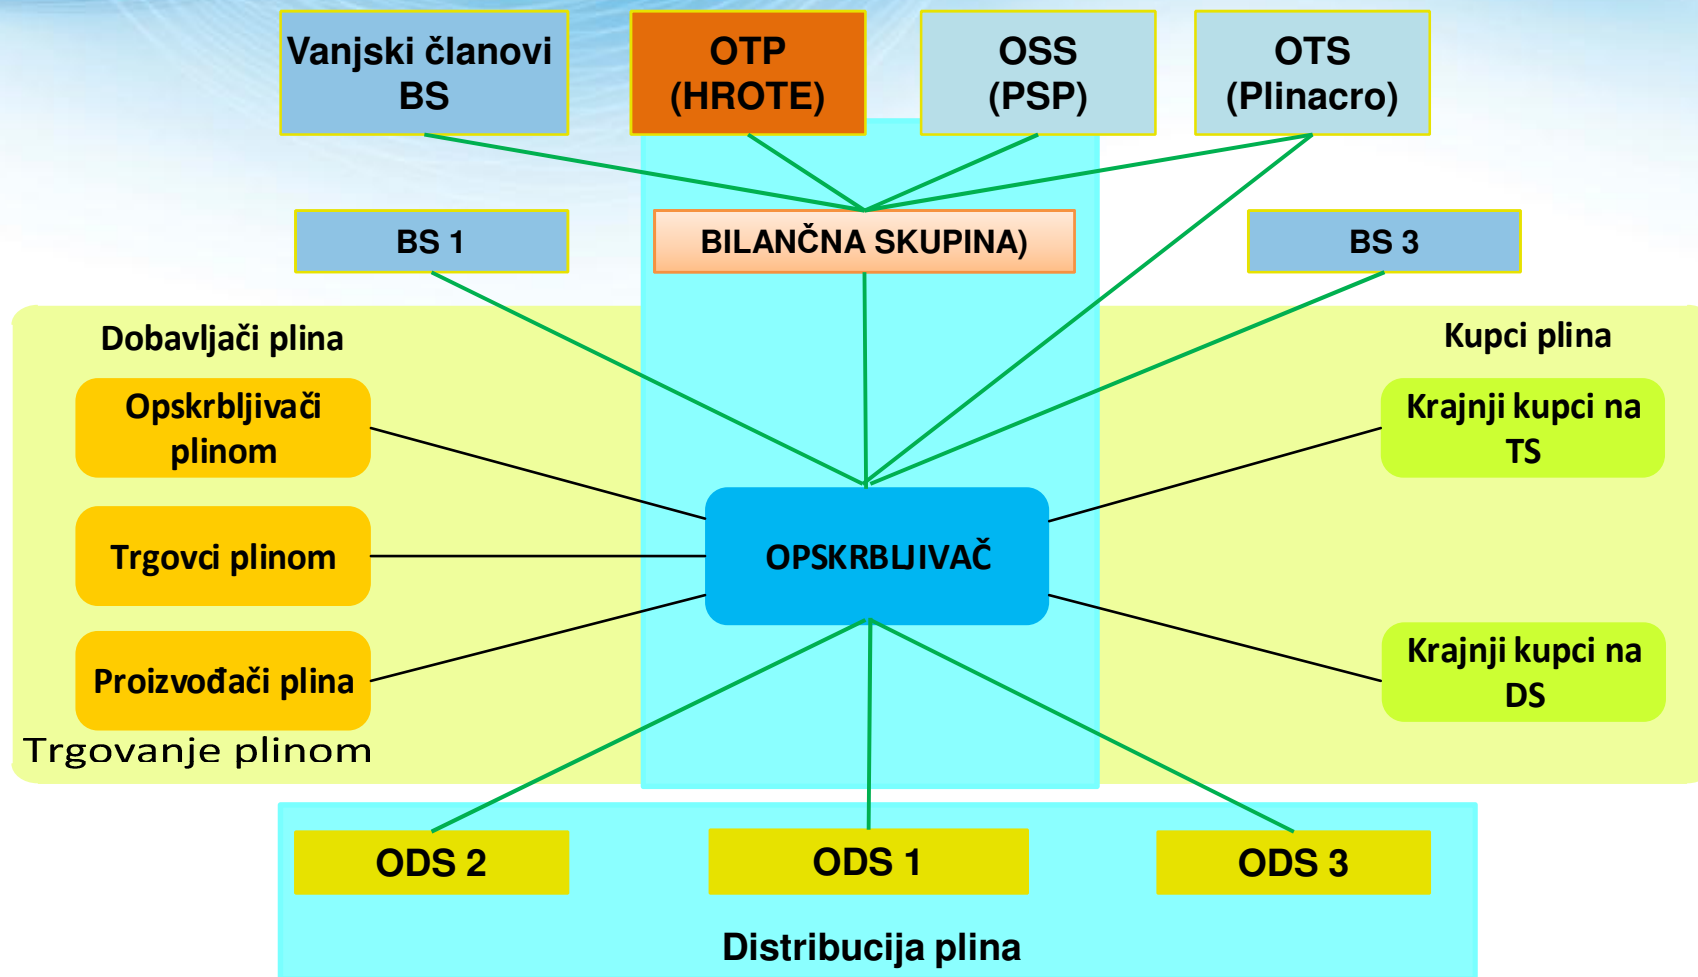 Vanjski članovi
BS
OTP
(HROTE)
OSS
(PSP)
OTS
(Plinacro)
BS 1
BILANČNA SKUPINA)
BS 3
Dobavljači plina
Kupci plina
Opskrbljivači
plinom
Krajnji kupci na
TS
Trgovci plinom
OPSKRBLJIVAČ
Proizvođači plina
Krajnji kupci na
DS
Trgovanje plinom
ODS 2
ODS 1
ODS 3
Distribucija plina